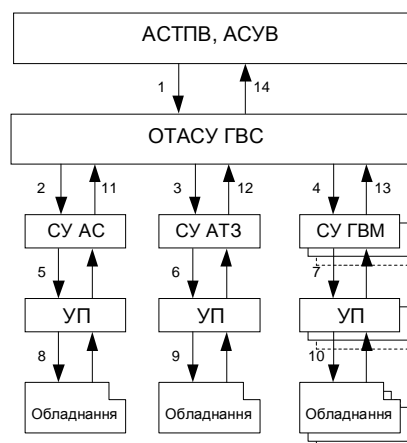 АСТПВ, АСУВ
1 14
ОТАСУ ГВС
2 11 3 12 4 13
СУ АС СУ АТЗ СУ ГВМ
5 6 7
УП УП УП
8 9 10
Обладнання Обладнання Обладнання